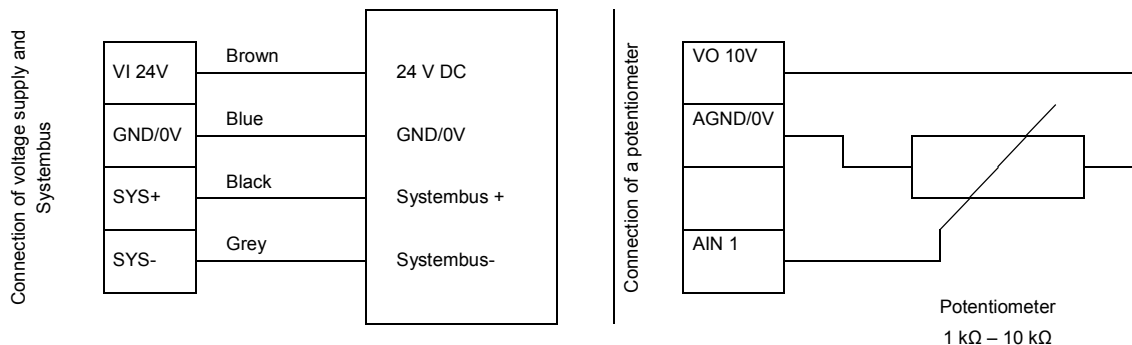 Connection of voltage supply and
Systembus
VI 24V
Brown
24 V DC
GND/0V
Blue
GND/0V
SYS+
Black
Systembus +
SYS-
Grey
Systembus-
Connection of a potentiometer
VO 10V
AGND/0V
AIN 1
Potentiometer
1 kΩ – 10 kΩ